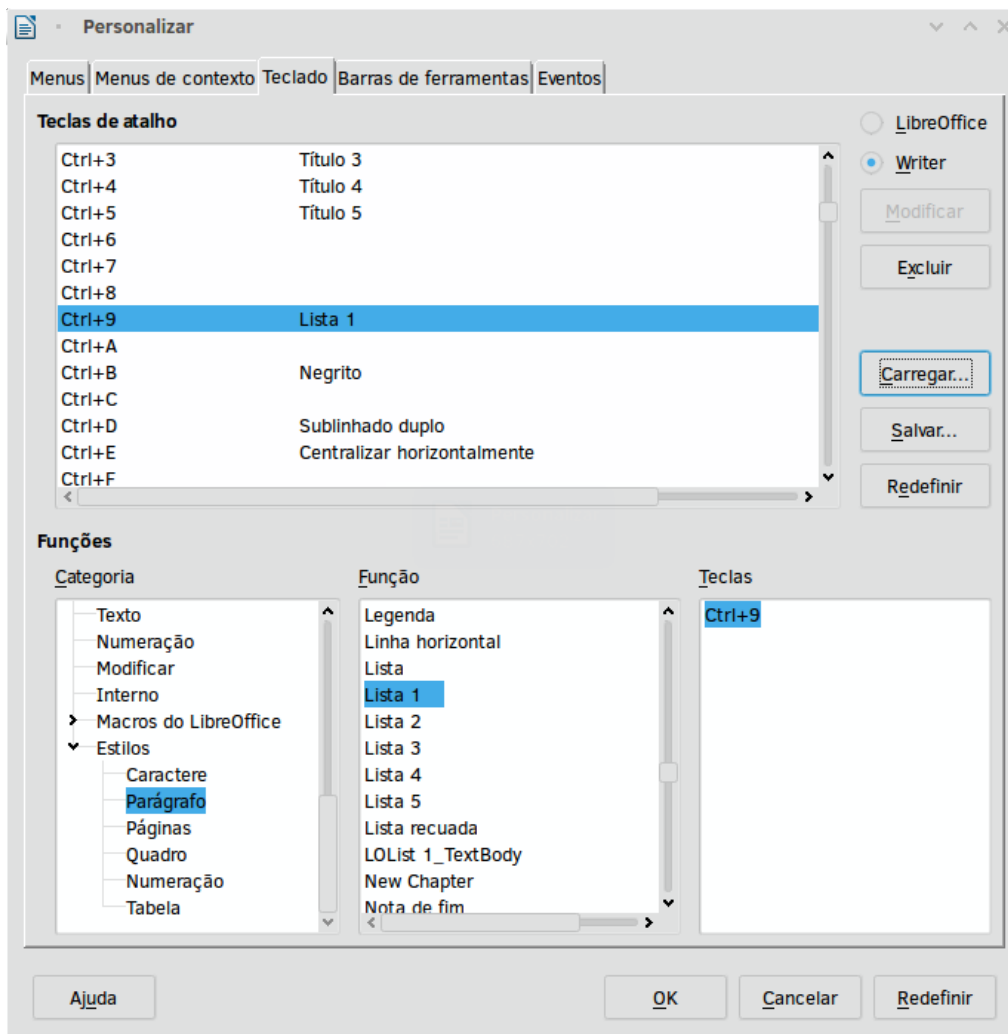 Personalizar
Menus Menus de contexto Teclado Barras de ferramentas Eventos
Teclas de atalho
LibreOffice
Writer
Modificar
Excluir
Carregar...
Salvar...
Redefinir
Ctrl+3 Título 3
Ctrl+4 Título 4
Ctrl+5 Título 5
Ctrl+6
Ctrl+7
Ctrl+8
Ctrl+9 Lista 1
Ctrl+A
Ctrl+B Negrito
Ctrl+C
Ctrl+D Sublinhado duplo
Ctrl+E Centralizar horizontalmente
Ctrl+F
Funções
Categoria
Texto
Numeração
Modificar
Interno
Macros do LibreOffice
Estilos
Caractere
Parágrafo
Páginas
Quadro
Numeração
Tabela
Função
Legenda
Linha horizontal
Lista
Lista 1
Lista 2
Lista 3
Lista 4
Lista 5
Lista recuada
LOList 1_TextBody
New Chapter
Nota de fim
Teclas
Ctrl+9
Ajuda OK Cancelar Redefinir